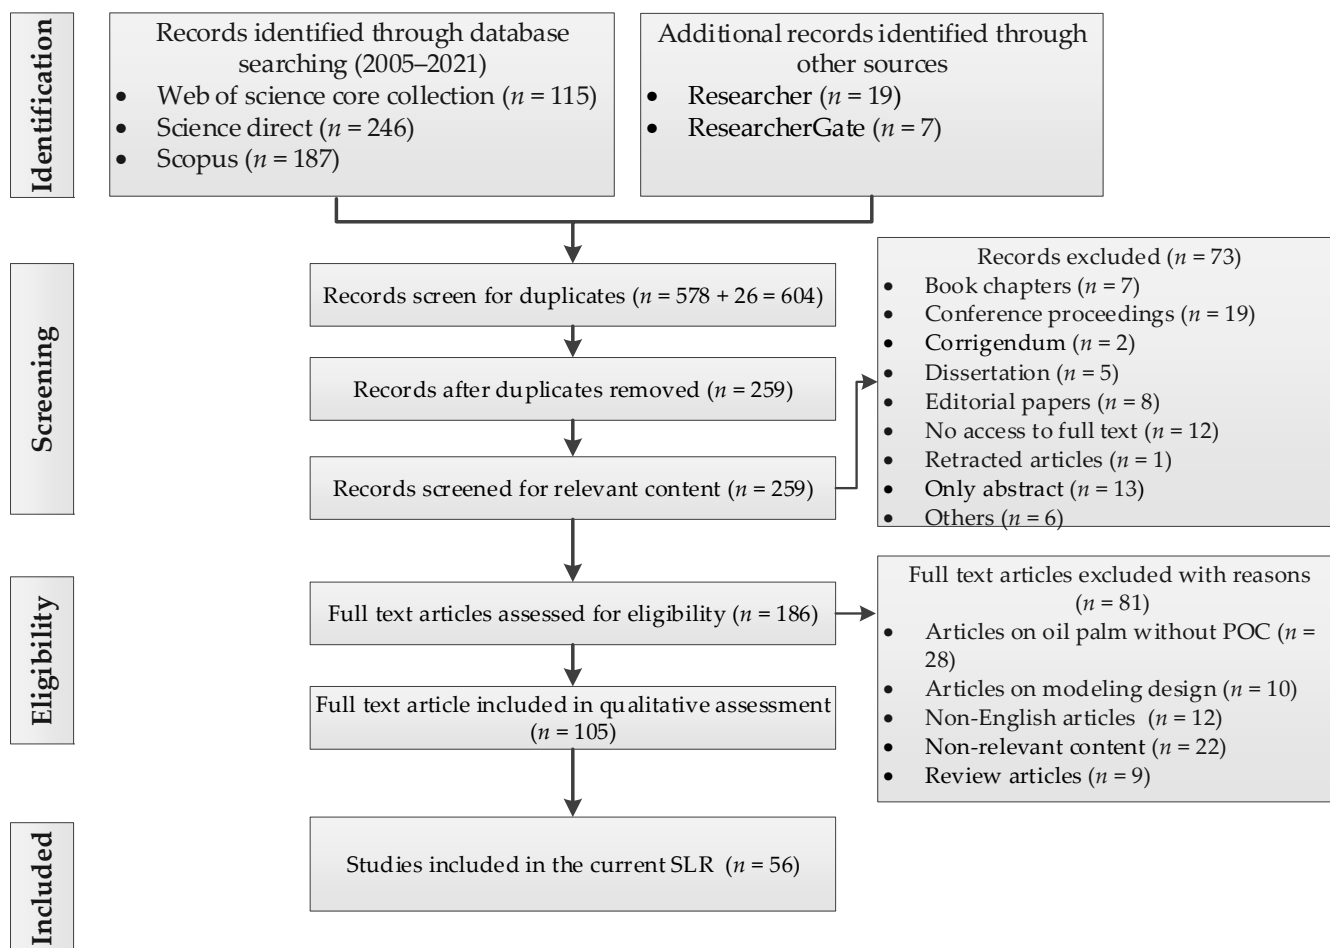 Identification
Records identified through database
searching (2005–2021)
• Web of science core collection (n = 115)
• Science direct (n = 246)
• Scopus (n = 187)
Additional records identified through
other sources
• Researcher (n = 19)
• ResearcherGate (n = 7)
Screening
Records screen for duplicates (n = 578 + 26 = 604)
Records after duplicates removed (n = 259)
Records screened for relevant content (n = 259)
Records excluded (n = 73)
• Book chapters (n = 7)
• Conference proceedings (n = 19)
• Corrigendum (n = 2)
• Dissertation (n = 5)
• Editorial papers (n = 8)
• No access to full text (n = 12)
• Retracted articles (n = 1)
• Only abstract (n = 13)
• Others (n = 6)
Eligibility
Full text articles assessed for eligibility (n = 186)
Full text article included in qualitative assessment
(n = 105)
Full text articles excluded with reasons
(n = 81)
• Articles on oil palm without POC (n =
28)
• Articles on modeling design (n = 10)
• Non-English articles (n = 12)
• Non-relevant content (n = 22)
• Review articles (n = 9)
Included
Studies included in the current SLR (n = 56)